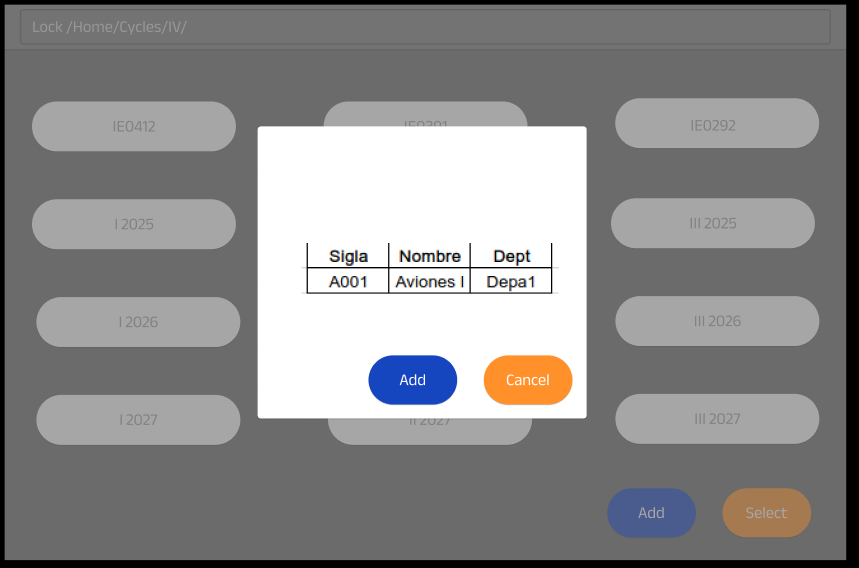 Lock /Home/Cycles/IV/
IE0412
IE0292
I 2025
III 2025
Sigla Nombre Dept
A001 Aviones I Depa1
I 2026
III 2026
Add Cancel
I 2027
II 2027
III 2027
Add Select